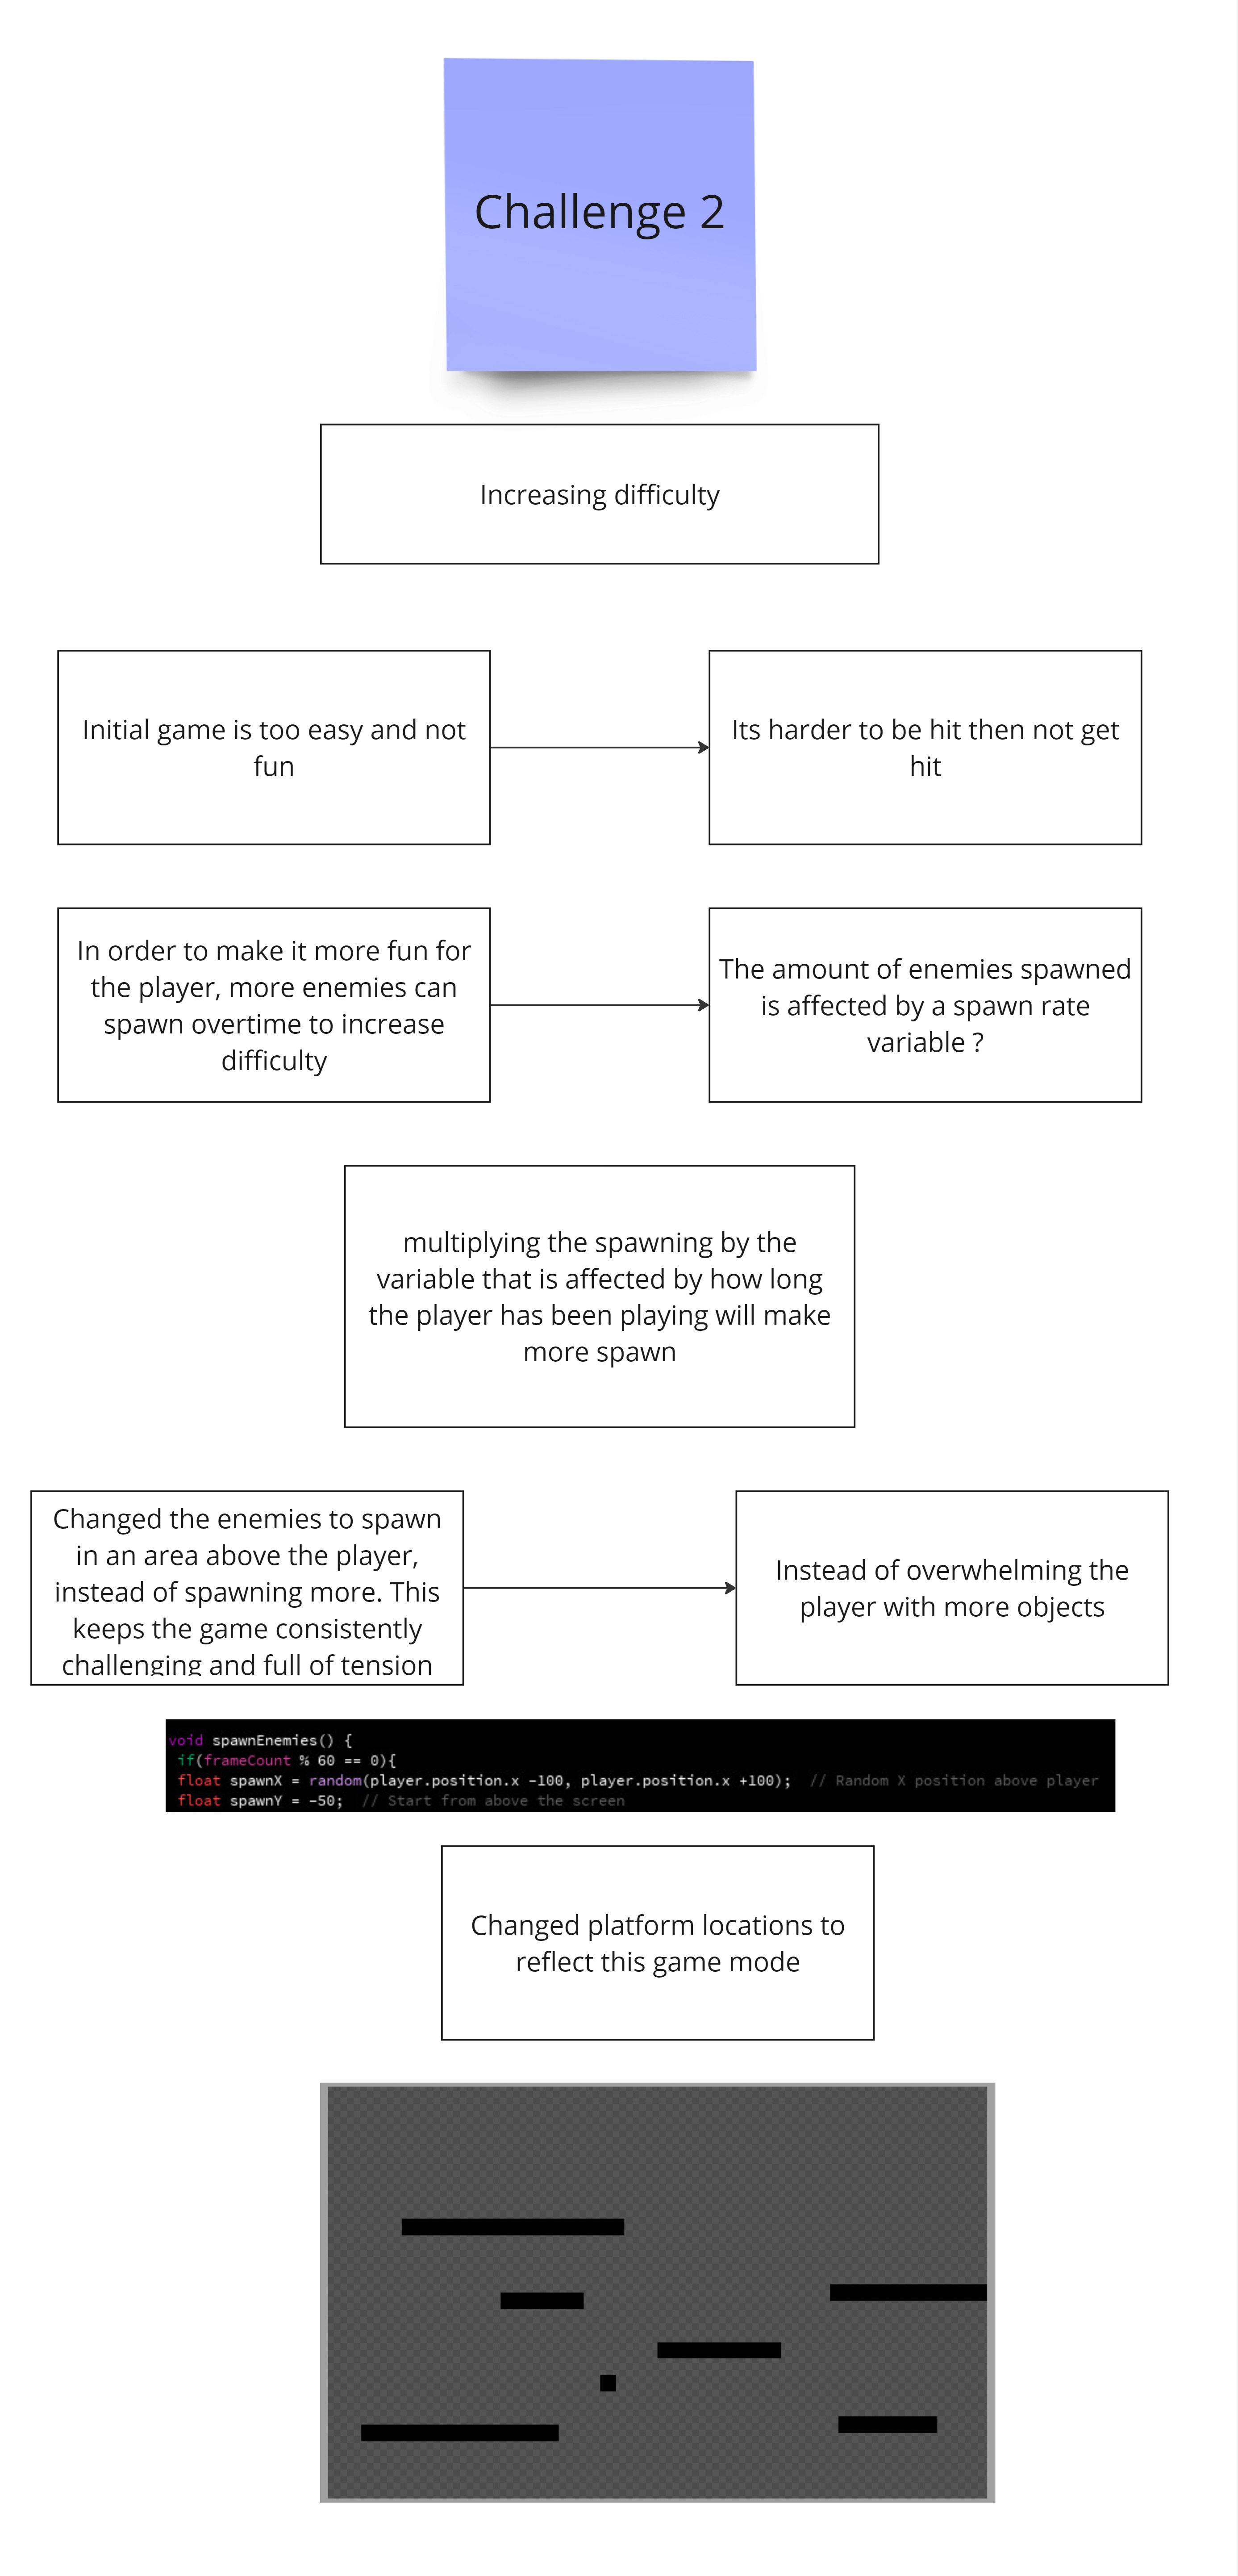 Challenge 2
Increasing difficulty
Initial game is too easy and not
fun
Its harder to be hit then not get
hit
In order to make it more fun for
the player, more enemies can
spawn overtime to increase
difficulty
The amount of enemies spawned
is affected by a spawn rate
variable ?
multiplying the spawning by the
variable that is affected by how long
the player has been playing will make
more spawn
Changed the enemies to spawn
in an area above the player,
instead of spawning more. This
keeps the game consistently
challenging and full of tension
Instead of overwhelming the
player with more objects
void spawnEnemies() {
if(frameCount % 60 == 0){
float spawnX = random(player.position.x -100, player.position.x +100); // Random X position above player
float spawnY = -50; // Start from above the screen
Changed platform locations to
reflect this game mode